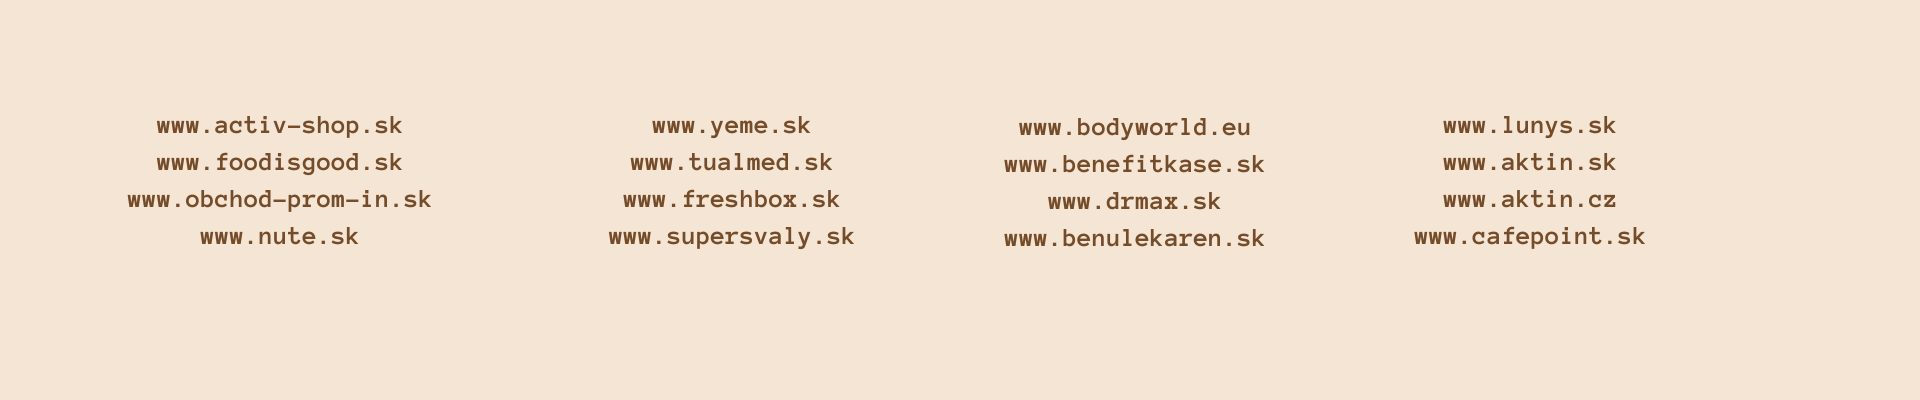 www.activ-shop.sk
www.foodisgood.sk
www.obchod-prom-in.sk
www.nute.sk
www.yeme.sk
www.tualmed.sk
www.freshbox.sk
www.supersvaly.sk
www.bodyworld.eu
www.benefitkase.sk
www.drmax.sk
www.benulekaren.sk
www.lunys.sk
www.aktin.sk
www.aktin.cz
www.cafepoint.sk